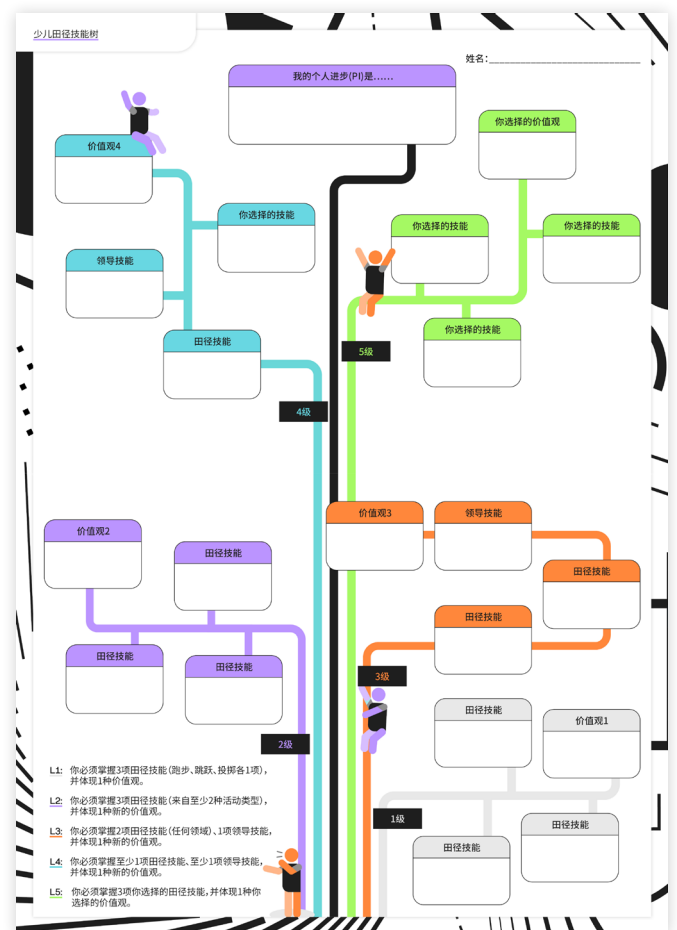 少儿田径技能树
姓名：____________________________
我的个人进步(PI)是……
你选择的价值观
价值观4
你选择的技能
你选择的技能
你选择的技能
领导技能
你选择的技能
田径技能
5级
4级
价值观3
领导技能
价值观2
田径技能
田径技能
田径技能
田径技能
田径技能
3级
田径技能
价值观1
2级
1级
田径技能
田径技能
L1: 你必须掌握3项田径技能（跑步、跳跃、投掷各1项），
并体现1种价值观。
L2: 你必须掌握3项田径技能（来自至少2种活动类型），
并体现1种新的价值观。
L3: 你必须掌握2项田径技能（任何领域）、1项领导技能，
并体现1种新的价值观。
L4: 你必须掌握至少1项田径技能、至少1项领导技能，
并体现1种新的价值观。
L5: 你必须掌握3项你选择的田径技能，并体现1种你
选择的价值观。